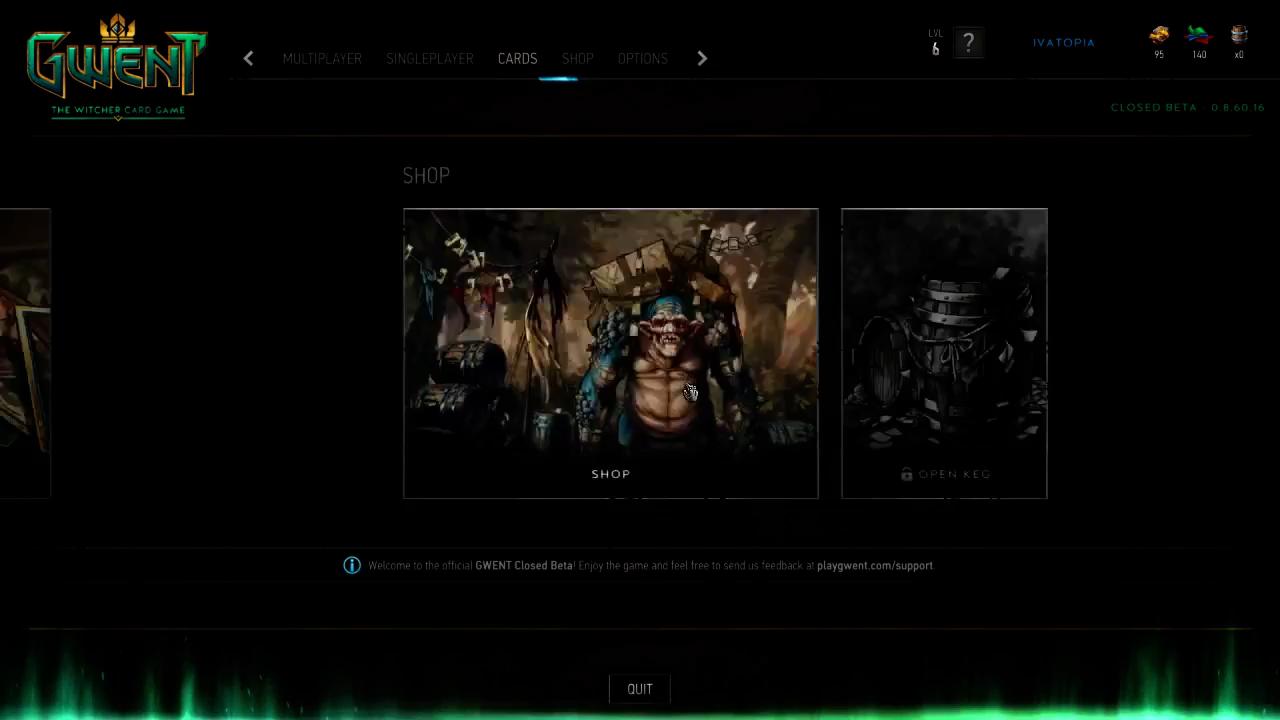 GWENT
THE WITCHER CARD GAME
MULTIPLAYER SINGLEPLAYER CARDS SHOP OPTIONS
LVL
6
?
IVATOPIA
95 140 x0
CLOSED BETA - 0.8.60.16
SHOP
SHOP
OPEN KEG
Welcome to the official GWENT Closed Beta! Enjoy the game and feel free to send us feedback at playgwent.com/support
QUIT